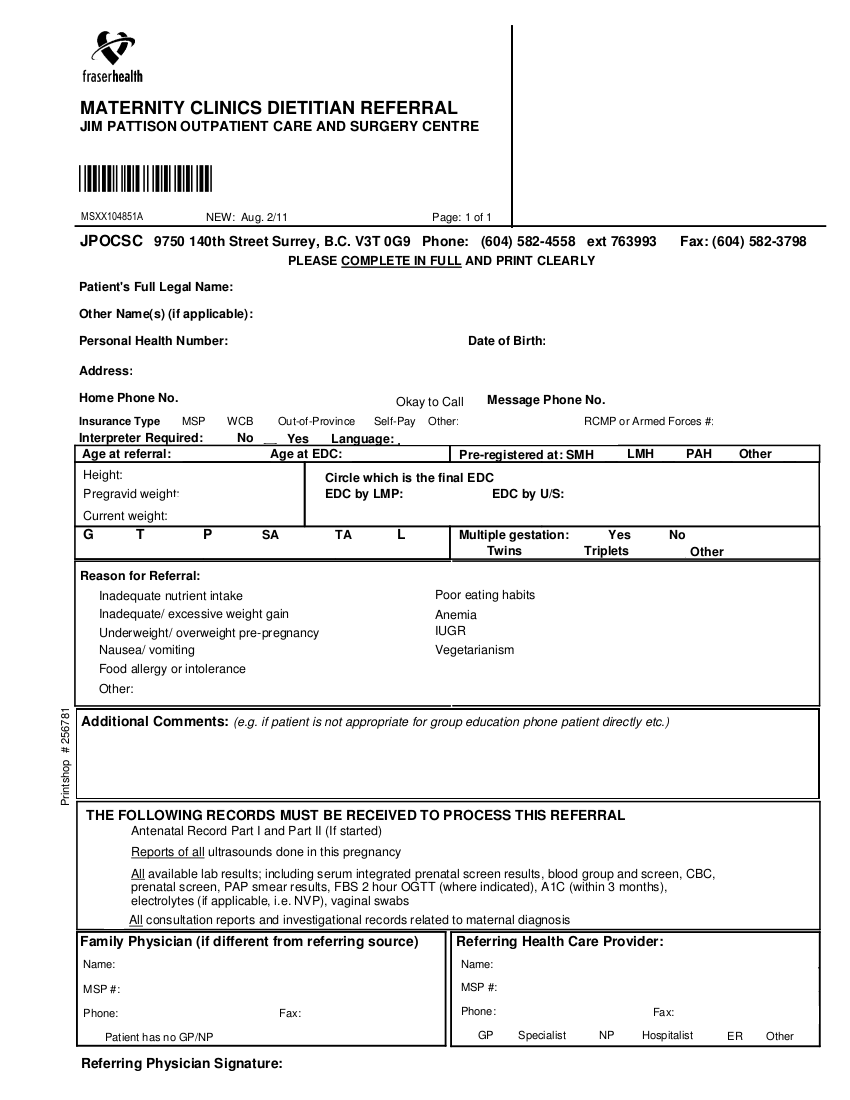 fraserhealth
MATERNITY CLINICS DIETITIAN REFERRAL
JIM PATTISON OUTPATIENT CARE AND SURGERY CENTRE
MSXX104851A NEW: Aug. 2/11 Page: 1 of 1
JPOCSC 9750 140th Street Surrey, B.C. V3T 0G9 Phone: (604) 582-4558 ext 763993 Fax: (604) 582-3798
PLEASE COMPLETE IN FULL AND PRINT CLEARLY
Patient's Full Legal Name:
Other Name(s) (if applicable):
Personal Health Number: Date of Birth:
Address:
Home Phone No. Okay to Call Message Phone No.
Insurance Type MSP WCB Out-of-Province Self-Pay Other: RCMP or Armed Forces #:
Interpreter Required: No __ Yes Language:
Age at referral: Age at EDC: Pre-registered at: SMH LMH PAH Other
Height:
Pregravid weight:
Current weight:
Circle which is the final EDC
EDC by LMP: EDC by U/S:
G T P SA TA L
Multiple gestation: Yes No
Twins Triplets Other
Reason for Referral:
Inadequate nutrient intake Poor eating habits
Inadequate/ excessive weight gain Anemia
Underweight/ overweight pre-pregnancy IUGR
Nausea/ vomiting Vegetarianism
Food allergy or intolerance
Other:
Printshop # 256781
Additional Comments: (e.g. if patient is not appropriate for group education phone patient directly etc.)
THE FOLLOWING RECORDS MUST BE RECEIVED TO PROCESS THIS REFERRAL
Antenatal Record Part I and Part II (If started)
Reports of all ultrasounds done in this pregnancy
All available lab results; including serum integrated prenatal screen results, blood group and screen, CBC,
prenatal screen, PAP smear results, FBS 2 hour OGTT (where indicated), A1C (within 3 months),
electrolytes (if applicable, i.e. NVP), vaginal swabs
All consultation reports and investigational records related to maternal diagnosis
Family Physician (if different from referring source)
Name:
MSP #:
Phone: Fax:
Patient has no GP/NP
Referring Health Care Provider:
Name:
MSP #:
Phone: Fax:
GP Specialist NP Hospitalist ER Other
Referring Physician Signature: